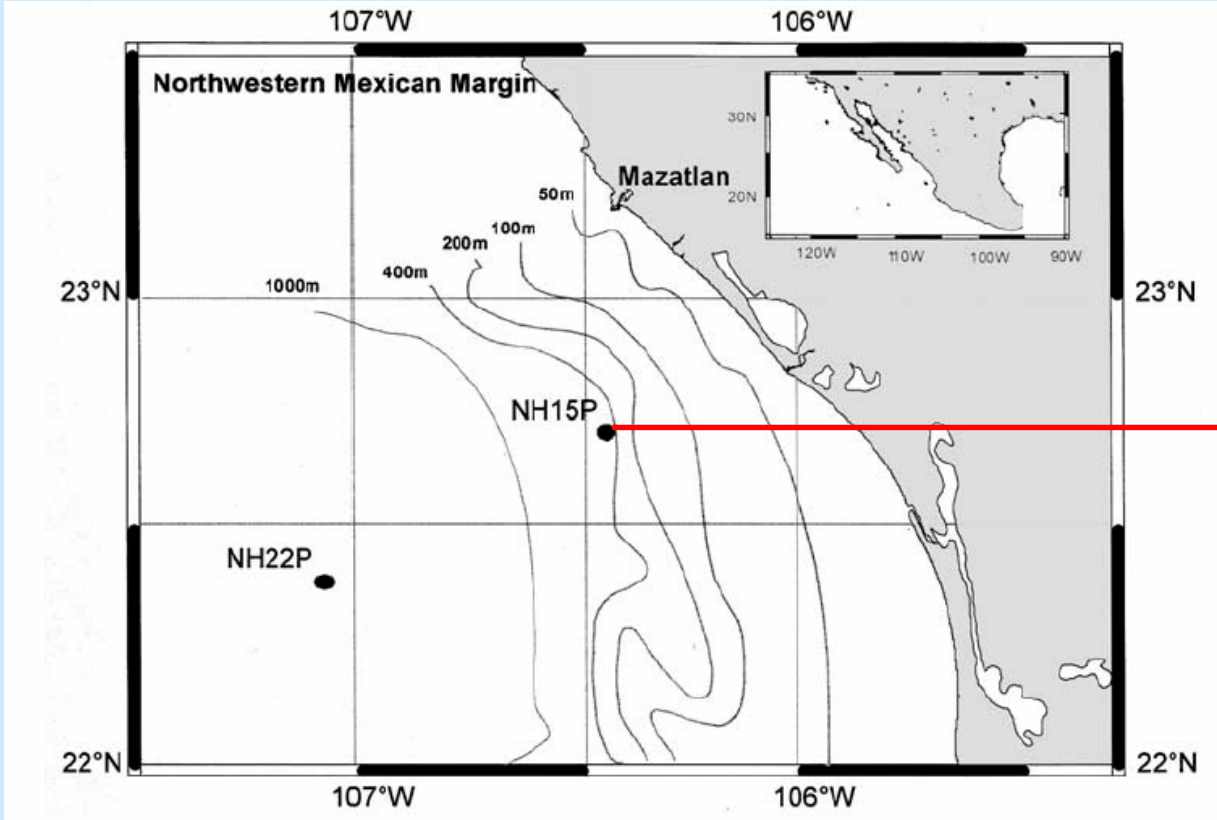 107°W
106°W
Northwestern Mexican Margin
30N
20N
120W
110W
100W
90W
Mazatlan
50m
100m
200m
400m
1000m
23°N
23°N
NH15P
NH22P
22°N
22°N
107°W
106°W